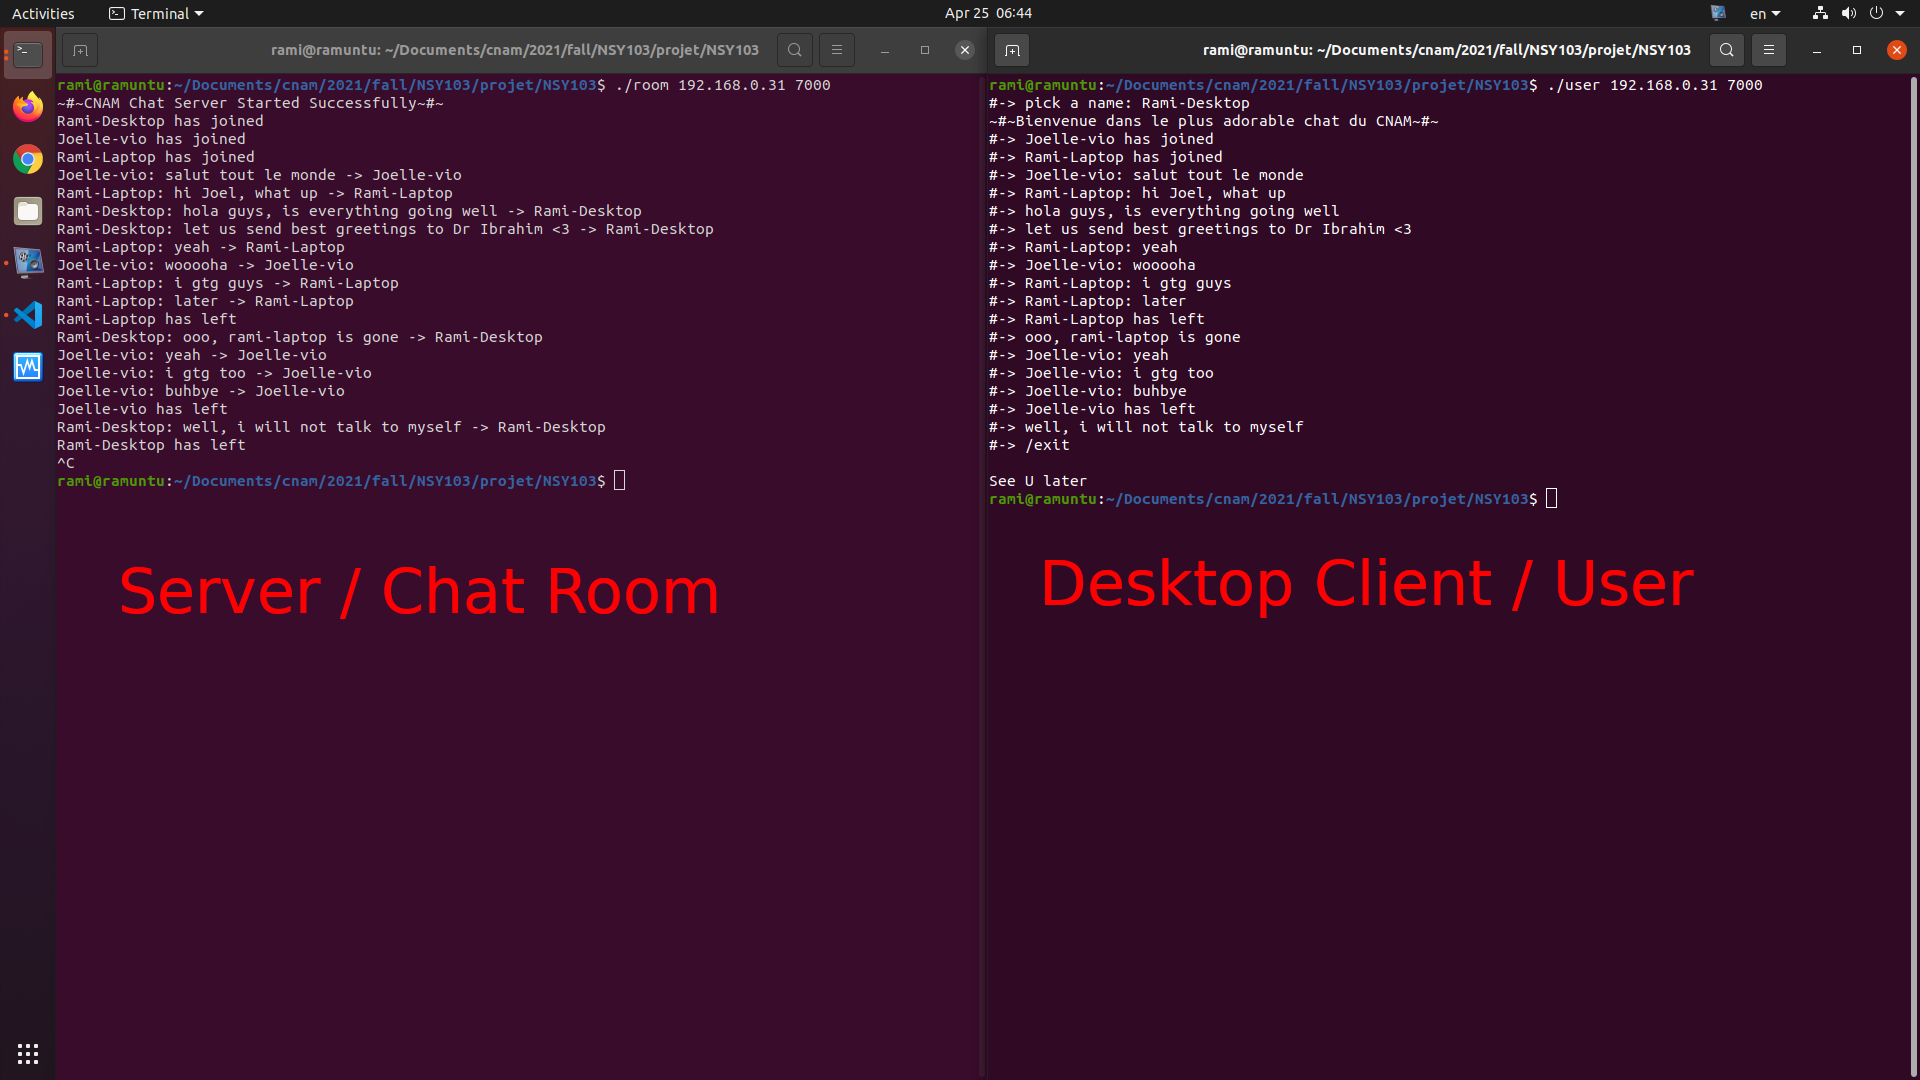 Activities
Terminal
Apr 25 06:44
en
rami@ramuntu: ~/Documents/cnam/2021/fall/NSY103/projet/NSY103
rami@ramuntu:~/Documents/cnam/2021/fall/NSY103/projet/NSY103$ ./room 192.168.0.31 7000
~#~CNAM Chat Server Started Successfully~#~
Rami-Desktop has joined
Joelle-vio has joined
Rami-Laptop has joined
Joelle-vio: salut tout le monde -> Joelle-vio
Rami-Laptop: hi Joel, what up -> Rami-Laptop
Rami-Desktop: hola guys, is everything going well -> Rami-Desktop
Rami-Desktop: let us send best greetings to Dr Ibrahim <3 -> Rami-Desktop
Rami-Laptop: yeah -> Rami-Laptop
Joelle-vio: wooooha -> Joelle-vio
Rami-Laptop: i gtg guys -> Rami-Laptop
Rami-Laptop: later -> Rami-Laptop
Rami-Laptop has left
Rami-Desktop: ooo, rami-laptop is gone -> Rami-Desktop
Joelle-vio: yeah -> Joelle-vio
Joelle-vio: i gtg too -> Joelle-vio
Joelle-vio: buhbye -> Joelle-vio
Joelle-vio has left
Rami-Desktop: well, i will not talk to myself -> Rami-Desktop
Rami-Desktop has left
^C
rami@ramuntu:~/Documents/cnam/2021/fall/NSY103/projet/NSY103$
Server / Chat Room
rami@ramuntu: ~/Documents/cnam/2021/fall/NSY103/projet/NSY103
rami@ramuntu:~/Documents/cnam/2021/fall/NSY103/projet/NSY103$ ./user 192.168.0.31 7000
#-> pick a name: Rami-Desktop
~#~Bienvenue dans le plus adorable chat du CNAM~#~
#-> Joelle-vio has joined
#-> Rami-Laptop has joined
#-> Joelle-vio: salut tout le monde
#-> Rami-Laptop: hi Joel, what up
#-> hola guys, is everything going well
#-> let us send best greetings to Dr Ibrahim <3
#-> Rami-Laptop: yeah
#-> Joelle-vio: wooooha
#-> Rami-Laptop: i gtg guys
#-> Rami-Laptop: later
#-> Rami-Laptop has left
#-> ooo, rami-laptop is gone
#-> Joelle-vio: yeah
#-> Joelle-vio: i gtg too
#-> Joelle-vio: buhbye
#-> Joelle-vio has left
#-> well, i will not talk to myself
#-> /exit
See U later
rami@ramuntu:~/Documents/cnam/2021/fall/NSY103/projet/NSY103$
Desktop Client / User